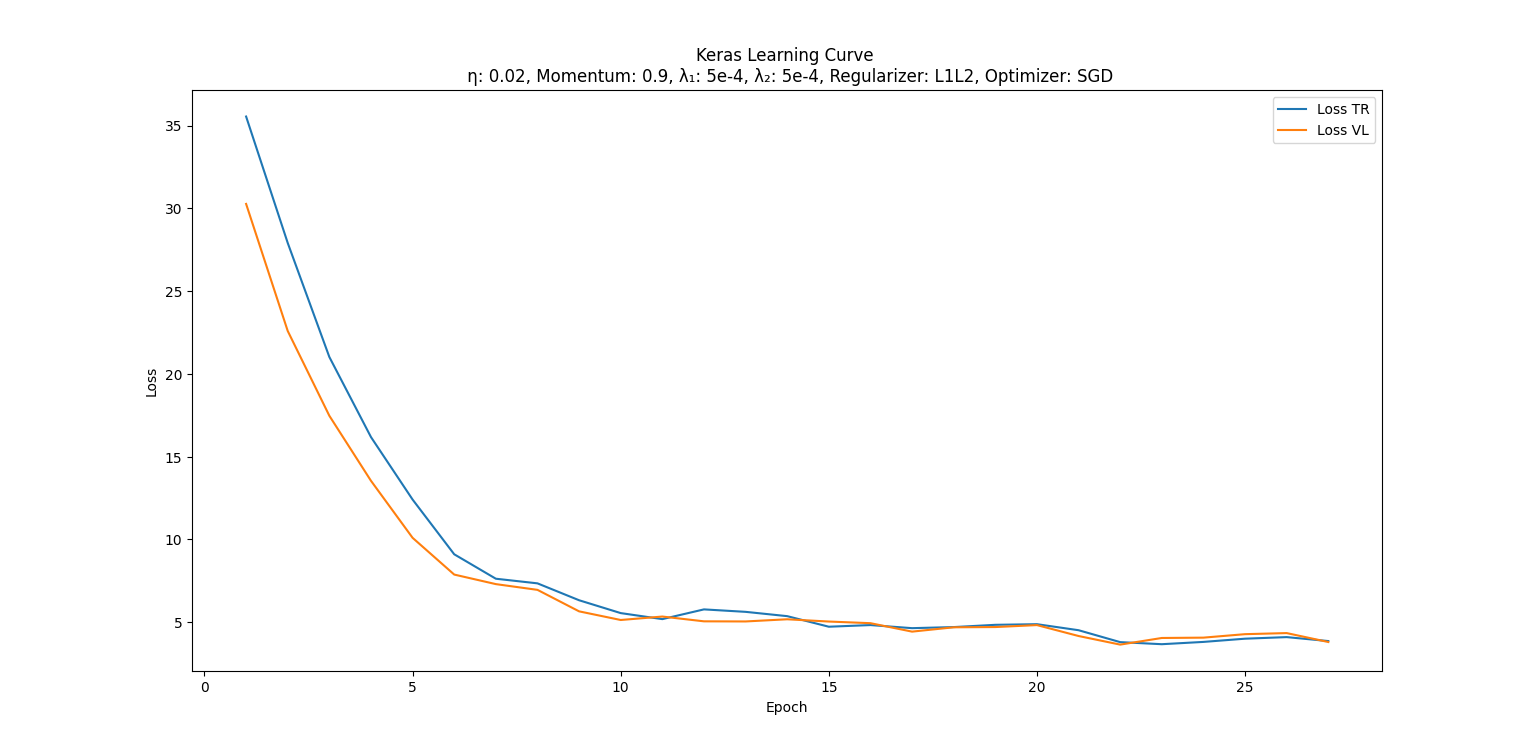 Keras Learning Curve
η: 0.02, Momentum: 0.9, λ₁: 5e-4, λ₂: 5e-4, Regularizer: L1L2, Optimizer: SGD
Loss TR
Loss VL
35
30
25
20
15
10
5
Loss
0 5 10 15 20 25
Epoch